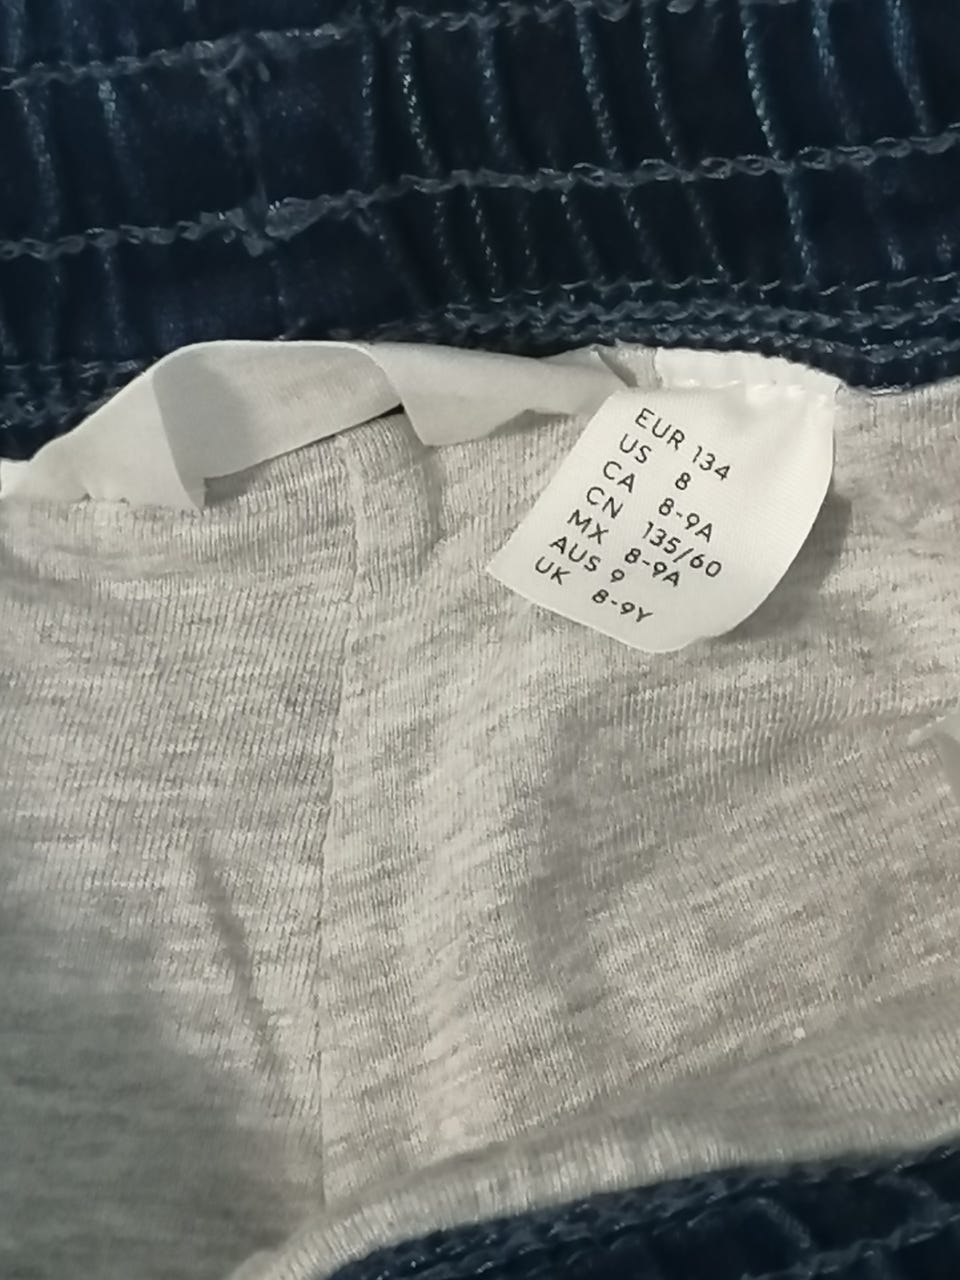 EUR 134
US 8
CA 8-9A
CN 135/60
MX 8-9A
AUS 9
UK 8-9Y